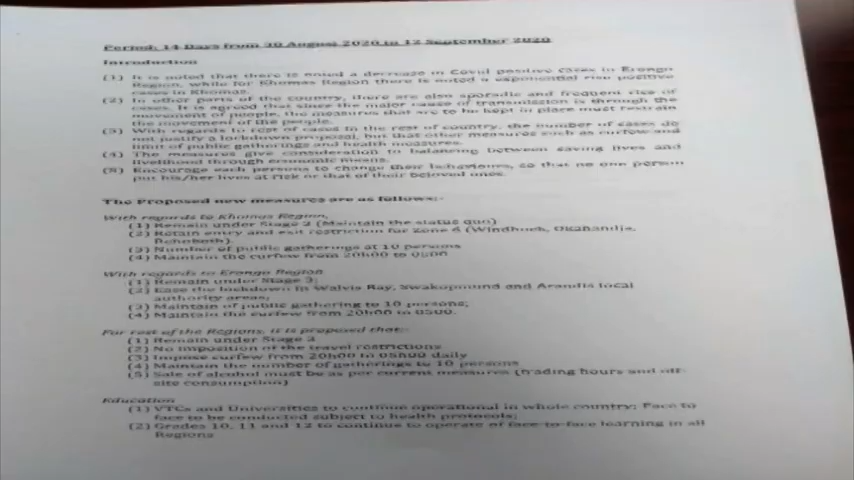 Period: 14 Days from 30 August 2020 to 12 September 2020
Introduction
(1) It is noted that there is noted a decrease in Covid positive cases in Erongo
Region, while for Khomas Region there is noted a exponential rise positive
cases in Khomas.
(2) In other parts of the country, there are also sporadic and frequent rise of
cases. It is agreed that since the major cause of transmission is through the
movement of people, the measures that are to be kept in place must restrain
the movement of the people.
(3) With regards to rest of cases in the rest of country, the number of cases do
not justify a lockdown proposal, but that other measures such as curfew and
limit of public gatherings and health measures.
(4) The measures give consideration to balancing between saving lives and
livelihood through economic means.
(5) Encourage each persons to change their behaviours, so that no one person
put his/her lives at risk or that of their beloved ones.
The Proposed new measures are as follows:-
With regards to Khomas Region,
(1) Remain under Stage 3 (Maintain the status quo)
(2) Retain entry and exit restriction for Zone 6 (Windhoek, Okahandja,
Rehoboth).
(3) Number of public gatherings at 10 persons
(4) Maintain the curfew from 20h00 to 0500
With regards to Erongo Region
(1) Remain under Stage 3;
(2) Ease the lockdown in Walvis Bay, Swakopmund and Arandis local
authority areas;
(3) Maintain of public gathering to 10 persons;
(4) Maintain the curfew from 20h00 to 0500.
For rest of the Regions, it is proposed that:-
(1) Remain under Stage 3
(2) No imposition of the travel restrictions
(3) Impose curfew from 20h00 to 05h00 daily
(4) Maintain the number of gatherings to 10 persons
(5) Sale of alcohol must be as per current measures (trading hours and off-
site consumption)
Education
(1) VTCs and Universities to continue operational in whole country; Face to
face to be conducted subject to health protocols;
(2) Grades 10, 11 and 12 to continue to operate of face-to-face learning in all
Regions